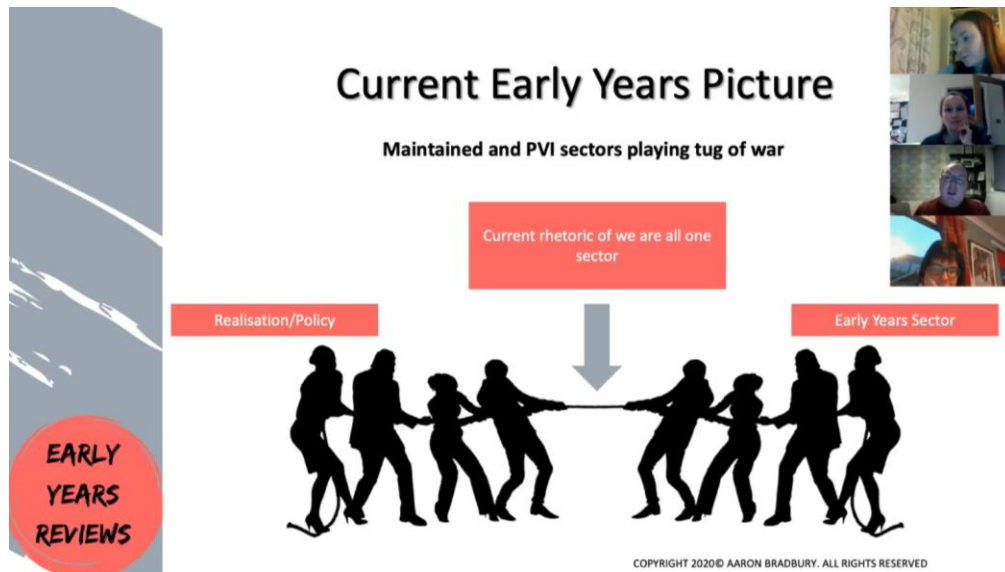 Current Early Years Picture
Maintained and PVI sectors playing tug of war
Current rhetoric of we are all one
sector
Realisation/Policy
Early Years Sector
EARLY
YEARS
REVIEWS
COPYRIGHT 2020© AARON BRADBURY. ALL RIGHTS RESERVED